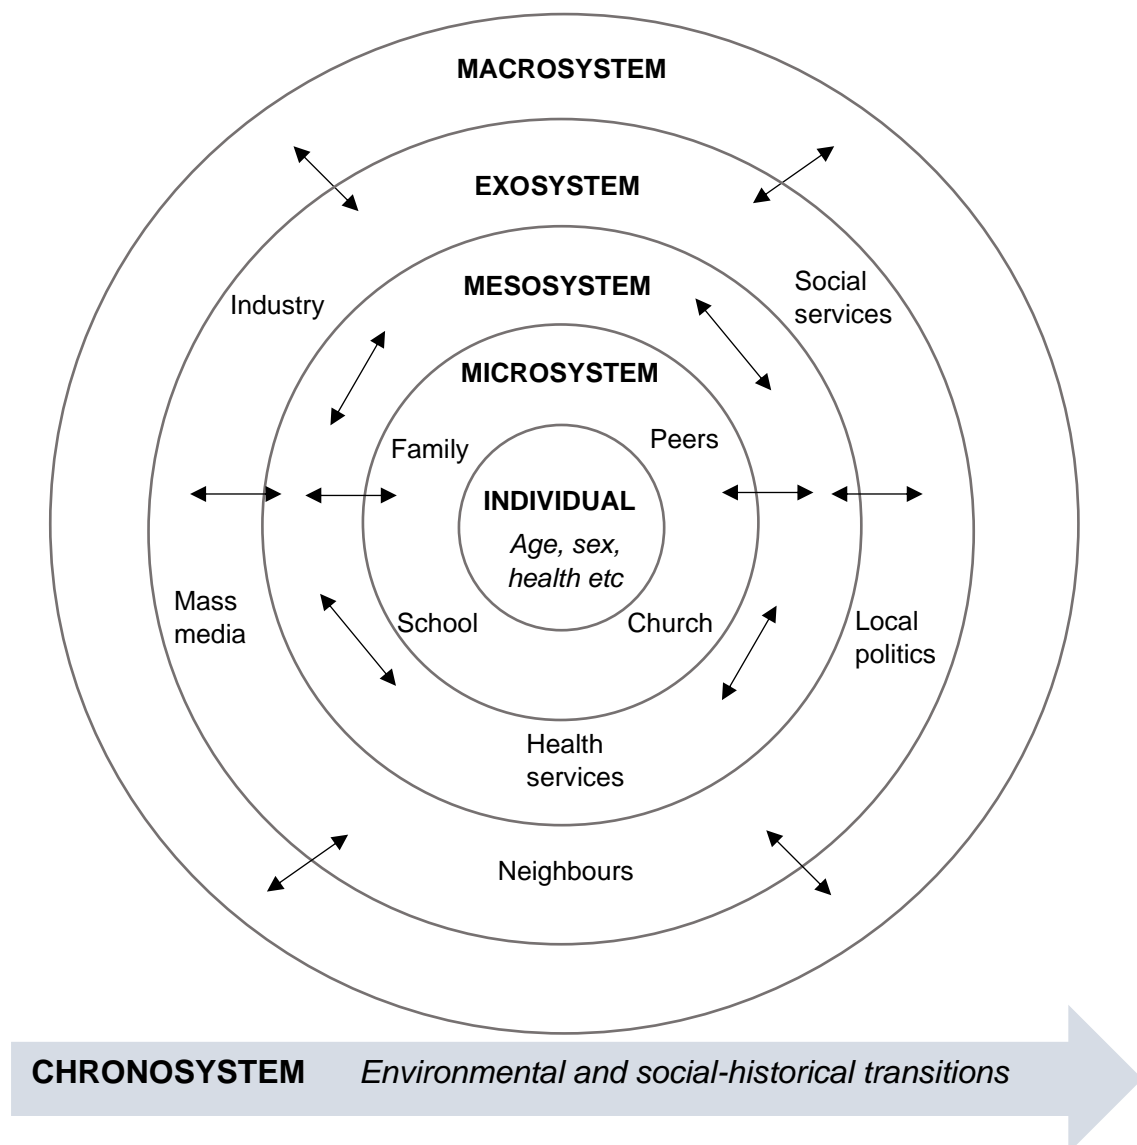 MACROSYSTEM
EXOSYSTEM
MESOSYSTEM
Social
services
Industry
MICROSYSTEM
Family
Peers
INDIVIDUAL
Age, sex,
health etc
Mass
media
School
Church
Local
politics
Health
services
Neighbours
CHRONOSYSTEM Environmental and social-historical transitions